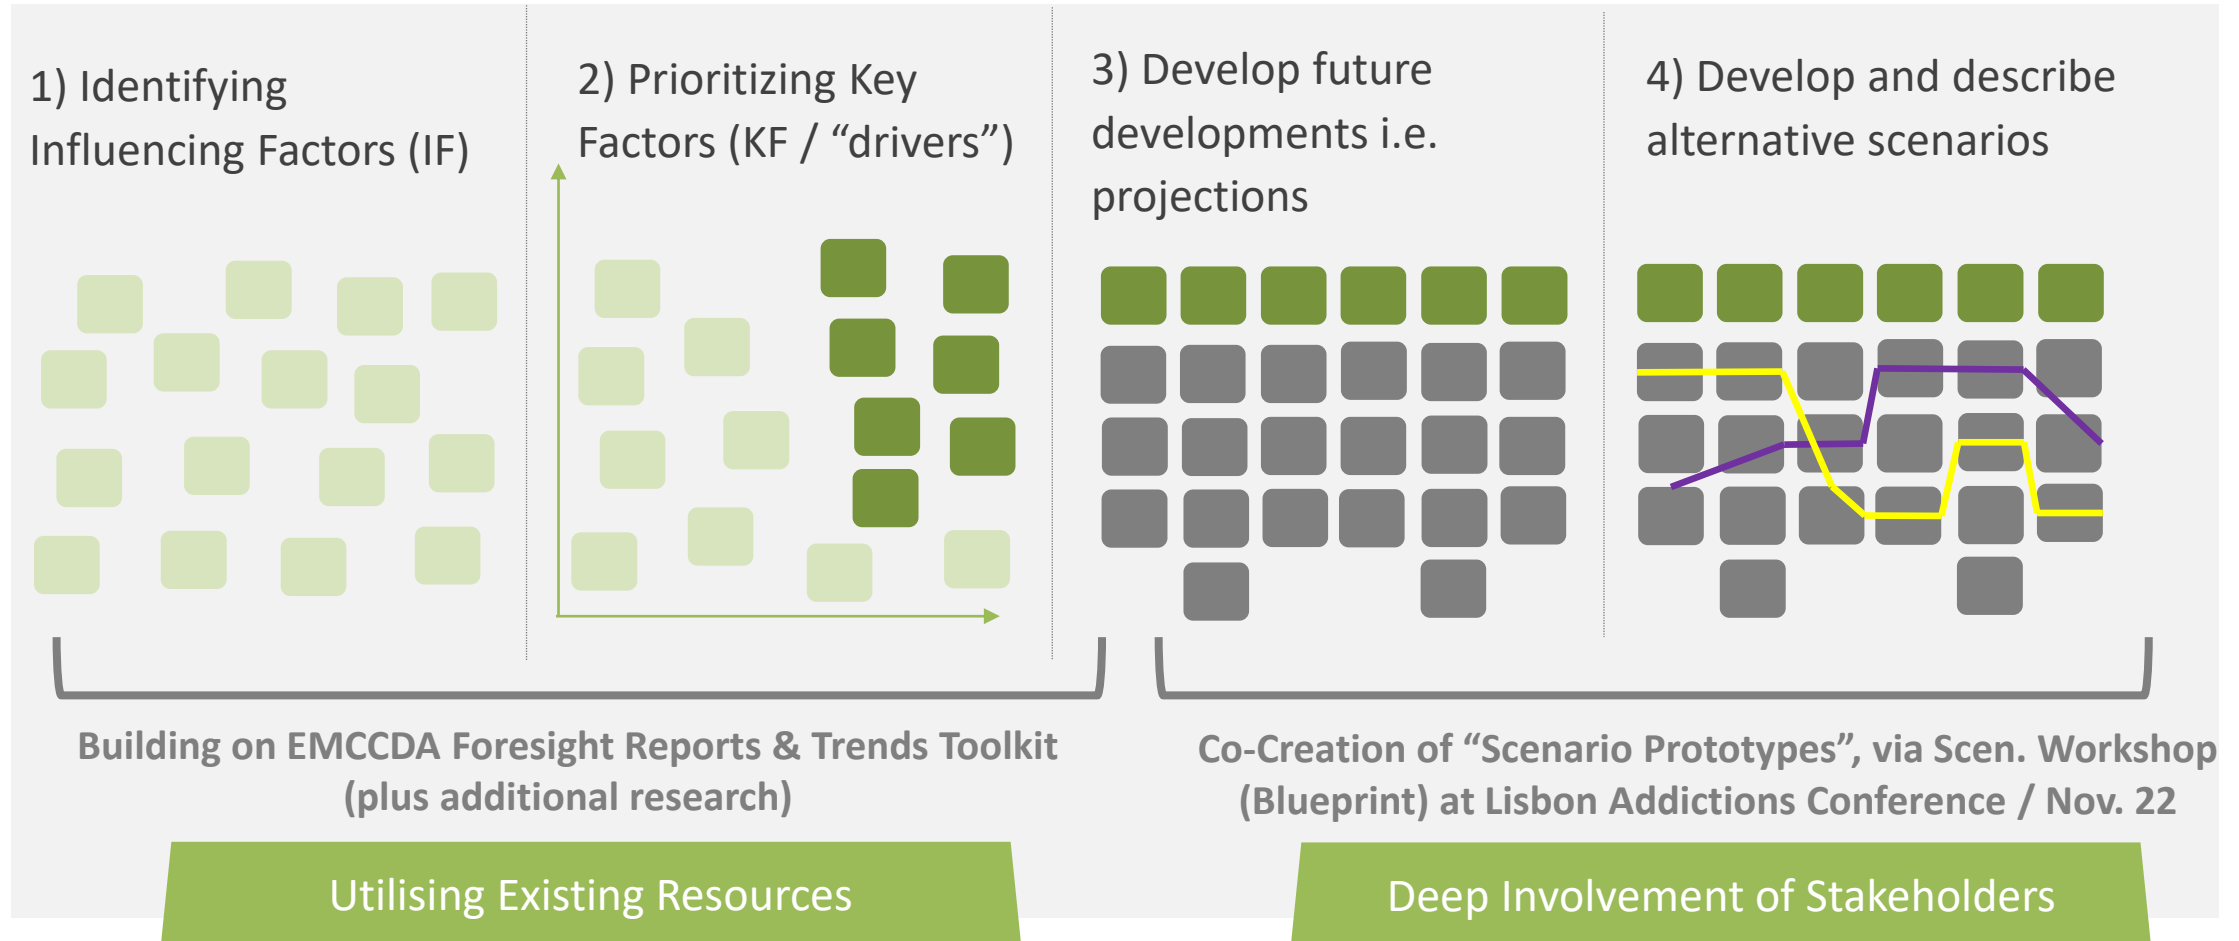 1) Identifying
Influencing Factors (IF)
2) Prioritizing Key
Factors (KF / “drivers”)
3) Develop future
developments i.e.
projections
4) Develop and describe
alternative scenarios
Building on EMCCDA Foresight Reports & Trends Toolkit
(plus additional research)
Co-Creation of “Scenario Prototypes”, via Scen. Workshop
(Blueprint) at Lisbon Addictions Conference / Nov. 22
Utilising Existing Resources
Deep Involvement of Stakeholders